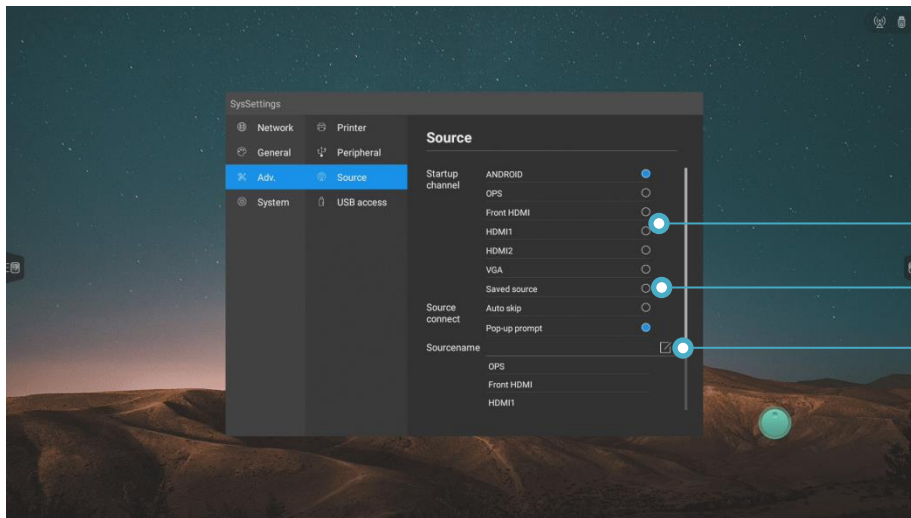 SysSettings
Network
General
Adv.
System
Printer
Peripheral
Source
USB access
Source
Startup channel
ANDROID
OPS
Front HDMI
HDMI1
HDMI2
VGA
Saved source
Source connect
Auto skip
Pop-up prompt
Sourcename
OPS
Front HDMI
HDMI1